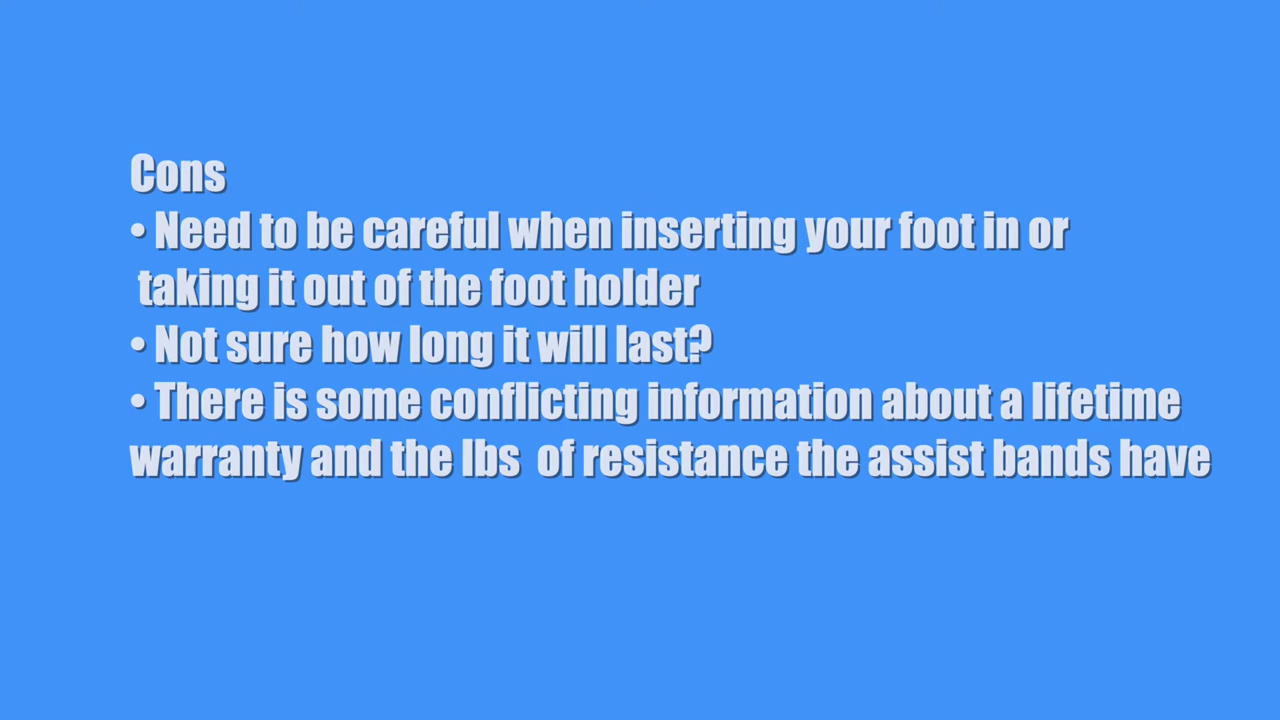 Cons
• Need to be careful when inserting your foot in or
taking it out of the foot holder
• Not sure how long it will last?
• There is some conflicting information about a lifetime
warranty and the lbs  of resistance the assist bands have